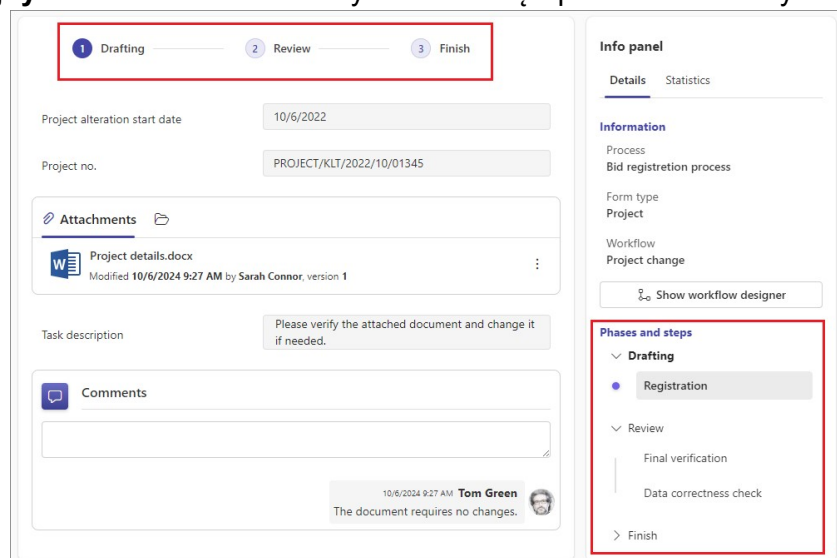 1 Drafting
2 Review
3 Finish
Project alteration start date
10/6/2022
Project no.
PROJECT/KLT/2022/10/01345
Attachments
Project details.docx
Modified 10/6/2024 9:27 AM by Sarah Connor, version 1
Task description
Please verify the attached document and change it
if needed.
Comments
10/6/2024 9:27 AM Tom Green
The document requires no changes.
Info panel
Details Statistics
Information
Process
Bid registretion process
Form type
Project
Workflow
Project change
Show workflow designer
Phases and steps
Drafting
Registration
Review
Final verification
Data correctness check
Finish